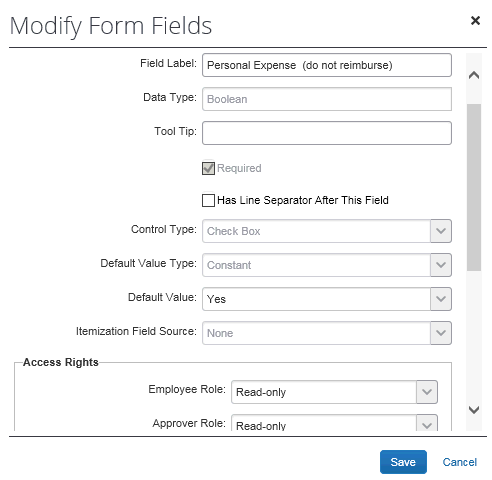 Modify Form Fields
Field Label: Personal Expense (do not reimburse)
Data Type: Boolean
Tool Tip:
Required
Has Line Separator After This Field
Control Type: Check Box
Default Value Type: Constant
Default Value: Yes
Itemization Field Source: None
Access Rights
Employee Role: Read-only
Approver Role: Read-only
Save Cancel